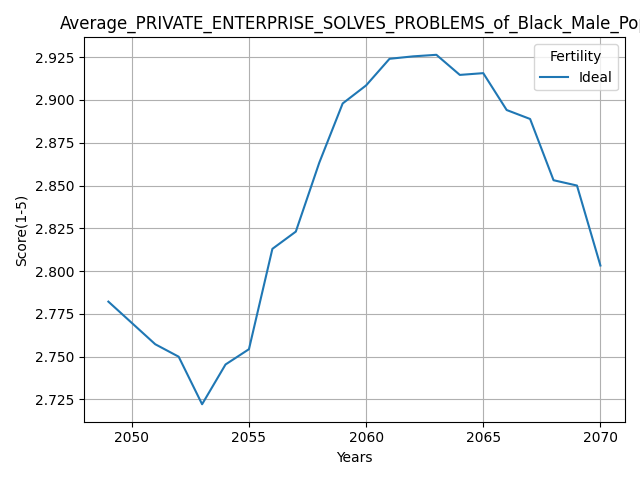 Average_PRIVATE_ENTERPRISE_SOLVES_PROBLEMS_of_Black_Male_Pop
Fertility
Ideal
2.925
2.900
2.875
2.850
2.825
2.800
2.775
2.750
2.725
Score(1-5)
2050 2055 2060 2065 2070
Years